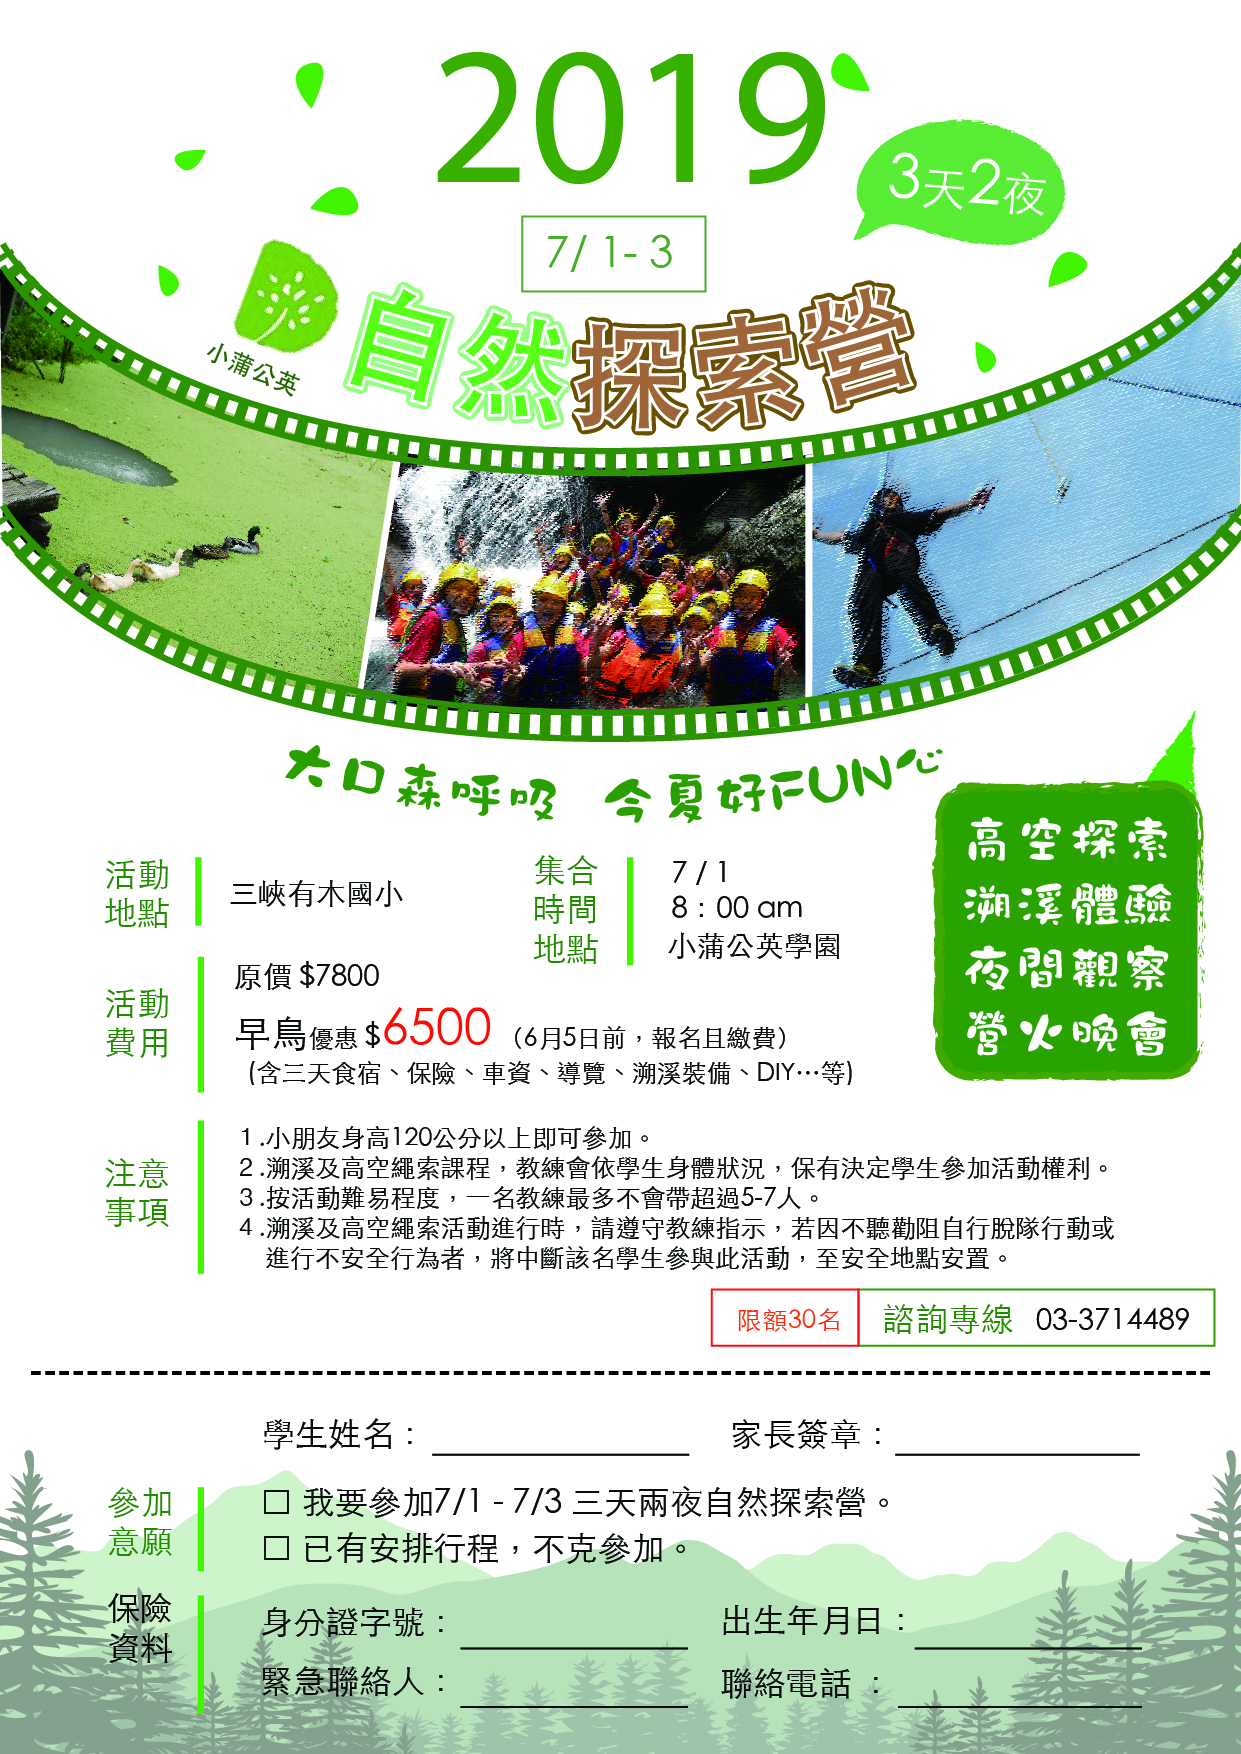 2019
3天2夜
7/ 1- 3
小蒲公英
自然探索營
大口森呼吸 今夏好FUN心
高空探索
溯溪體驗
夜間觀察
營火晚會
活動
地點
三峽有木國小
集合
時間
地點
7 / 1
8：00 am
小蒲公英學園
活動
費用
原價 $7800
早鳥優惠 $6500（6月5日前，報名且繳費）
(含三天食宿、保險、車資、導覽、溯溪裝備、DIY…等)
注意
事項
1.小朋友身高120公分以上即可參加。
2.溯溪及高空繩索課程，教練會依學生身體狀況，保有決定學生參加活動權利。
3.按活動難易程度，一名教練最多不會帶超過5-7人。
4.溯溪及高空繩索活動進行時，請遵守教練指示，若因不聽勸阻自行脫隊行動或
進行不安全行為者，將中斷該名學生參與此活動，至安全地點安置。
限額30名
諮詢專線 03-3714489
學生姓名： 家長簽章：
參加
意願
□ 我要參加7/1 - 7/3 三天兩夜自然探索營。
□ 已有安排行程，不克參加。
保險
資料
身分證字號： 出生年月日：
緊急聯絡人： 聯絡電話 ：